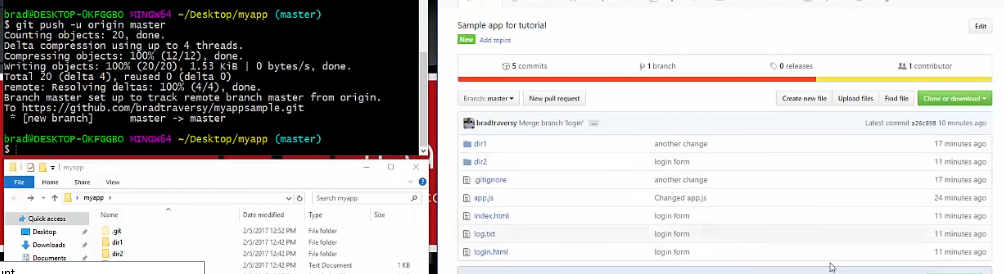 brad@DESKTOP-0KFGGBO MINGW64 ~/Desktop/myapp (master)
$ git push -u origin master
Counting objects: 20, done.
Delta compression using up to 4 threads.
Compressing objects: 100% (12/12), done.
Writing objects: 100% (20/20), 1.53 KiB | 0 bytes/s, done.
Total 20 (delta 4), reused 0 (delta 0)
remote: Resolving deltas: 100% (4/4), done.
Branch master set up to track remote branch master from origin.
To https://github.com/bradtraversy/myappsample.git
* [new branch]      master -> master
brad@DESKTOP-0KFGGBO MINGW64 ~/Desktop/myapp (master)
$
myapp
File Home Share View
myapp
Search myapp
Quick access
Desktop
Downloads
Documents
Name Date modified Type Size
.git 2/5/2017 12:52 PM File folder
dir1 2/5/2017 12:42 PM File folder
dir2 2/5/2017 12:42 PM File folder
2/5/2017 12:42 PM Text Document 1 KB
Sample app for tutorial
Edit
New Add topics
5 commits 1 branch 0 releases 1 contributor
Branch: master New pull request Create new file Upload files Find file Clone or download
bradtraversy Merge branch 'login' ... Latest commit a26c898 10 minutes ago
dir1 another change 17 minutes ago
dir2 login form 11 minutes ago
.gitignore another change 17 minutes ago
app.js Changed app.js 24 minutes ago
index.html login form 11 minutes ago
log.txt login form 11 minutes ago
login.html login form 11 minutes ago